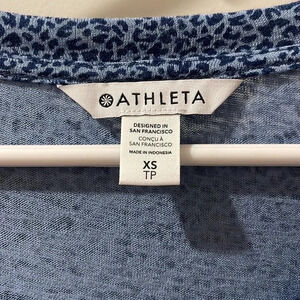 ATHLETA
DESIGNED IN
SAN FRANCISCO
CONÇU À
SAN FRANCISCO
MADE IN INDONESIA
XS
TP